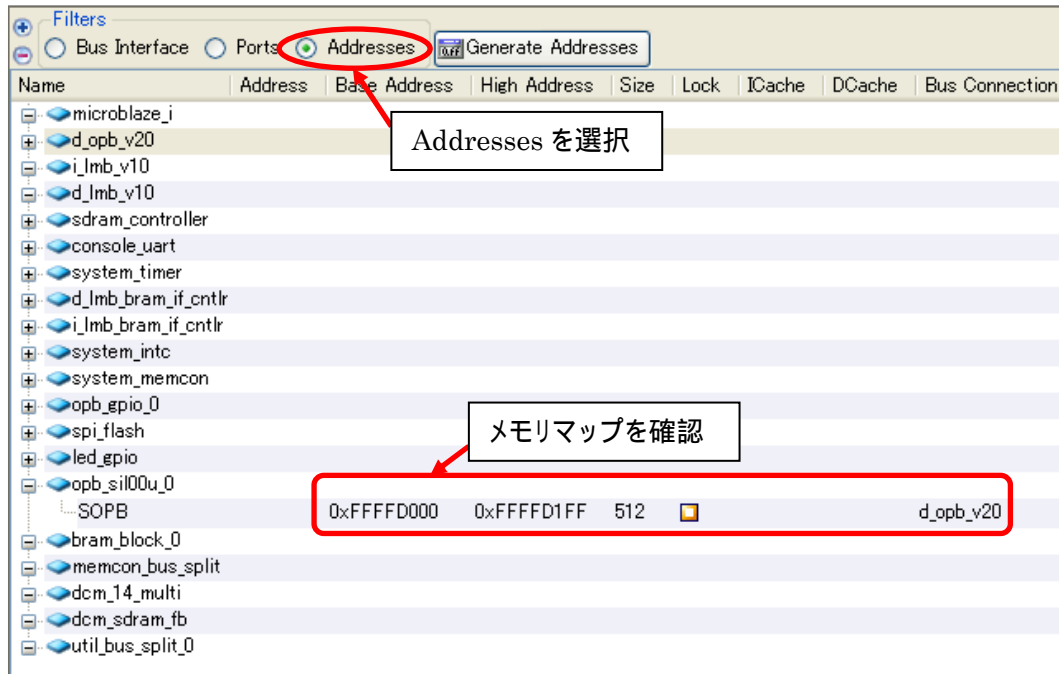 Filters
Bus Interface Ports Addresses Generate Addresses
Name Address Base Address High Address Size Lock ICache DCache Bus Connection
microblaze_i
Addresses を選択
d_opb_v20
i_lmb_v10
d_lmb_v10
sdram_controller
console_uart
system_timer
d_lmb_bram_if_cntlr
i_lmb_bram_if_cntlr
system_intc
system_memcon
opb_gpio_0
メモリマップを確認
spi_flash
led_gpio
opb_sil00u_0
SOPB 0xFFFFD000 0xFFFFD1FF 512 d_opb_v20
bram_block_0
memcon_bus_split
dcm_14_multi
dcm_sdram_fb
util_bus_split_0